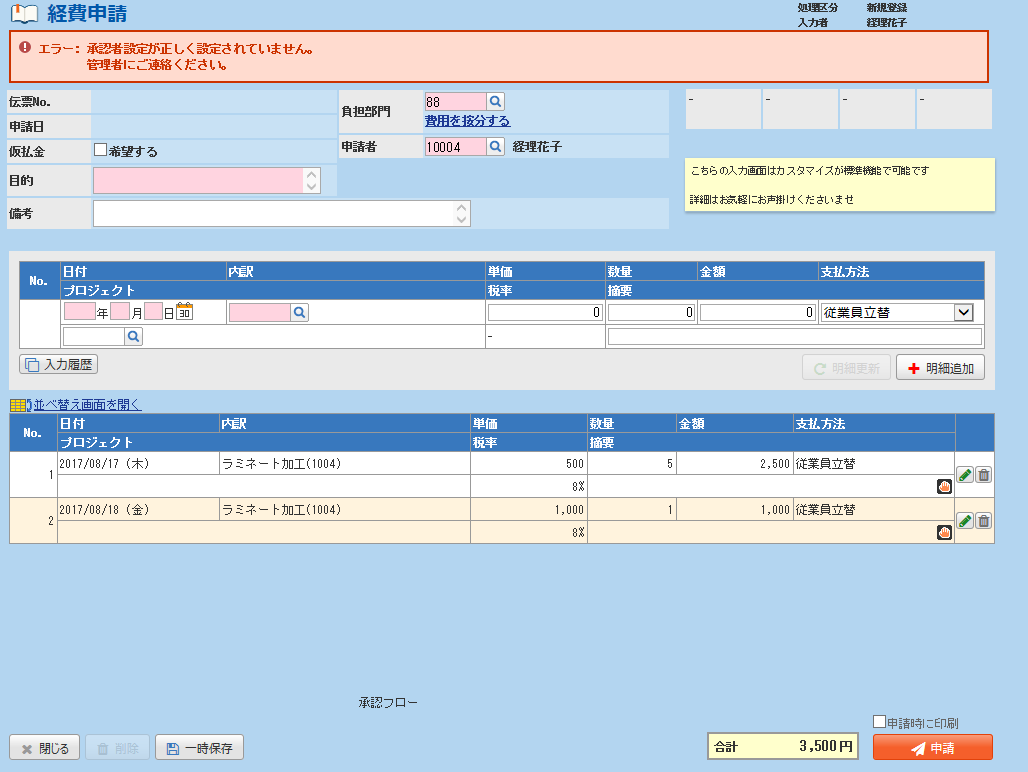 経費申請
処理区分 新規登録
入力者 経理花子
エラー： 承認者設定が正しく設定されていません。
管理者にご連絡ください。
伝票No.
申請日
仮払金 希望する
目的
備考
負担部門 88
費用を按分する
申請者 10004 経理花子
- - - -
こちらの入力画面はカスタマイズが標準機能で可能です
詳細はお気軽にお声掛けくださいませ
No. 日付 内訳 単価 数量 金額 支払方法
プロジェクト 税率 摘要
年 月 日 30 0 0 0 従業員立替
-
入力履歴 明細更新 明細追加
並べ替え画面を開く
No. 日付 内訳 単価 数量 金額 支払方法
プロジェクト 税率 摘要
1 2017/08/17（木） ラミネート加工(1004) 500 5 2,500 従業員立替
8%
2 2017/08/18（金） ラミネート加工(1004) 1,000 1 1,000 従業員立替
8%
承認フロー
申請時に印刷
閉じる 削除 一時保存 合計 3,500円 申請